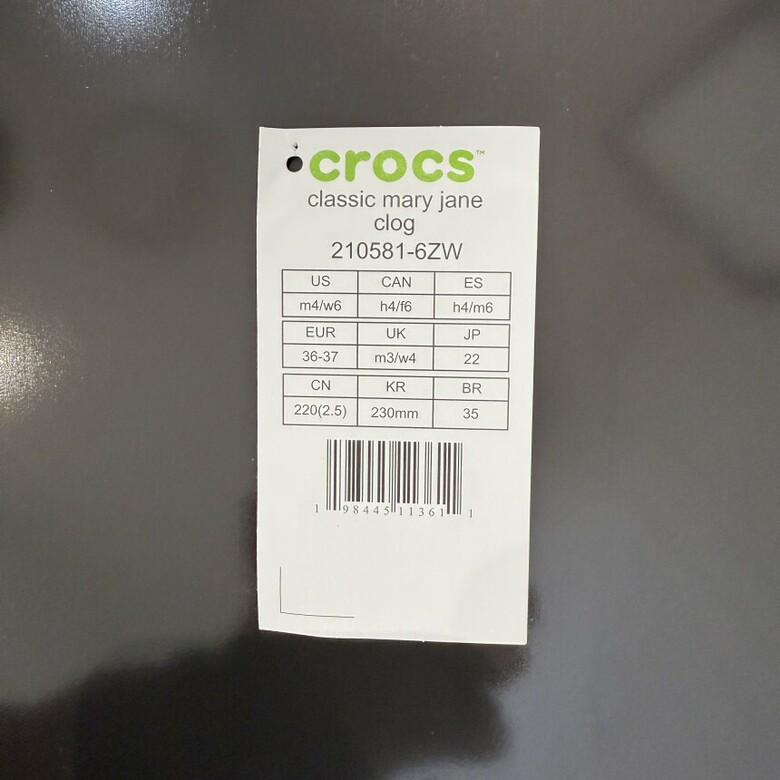 crocs™
classic mary jane
clog
210581-6ZW
US CAN ES
m4/w6 h4/f6 h4/m6
EUR UK JP
36-37 m3/w4 22
CN KR BR
220(2.5) 230mm 35
1 98445 11361 1